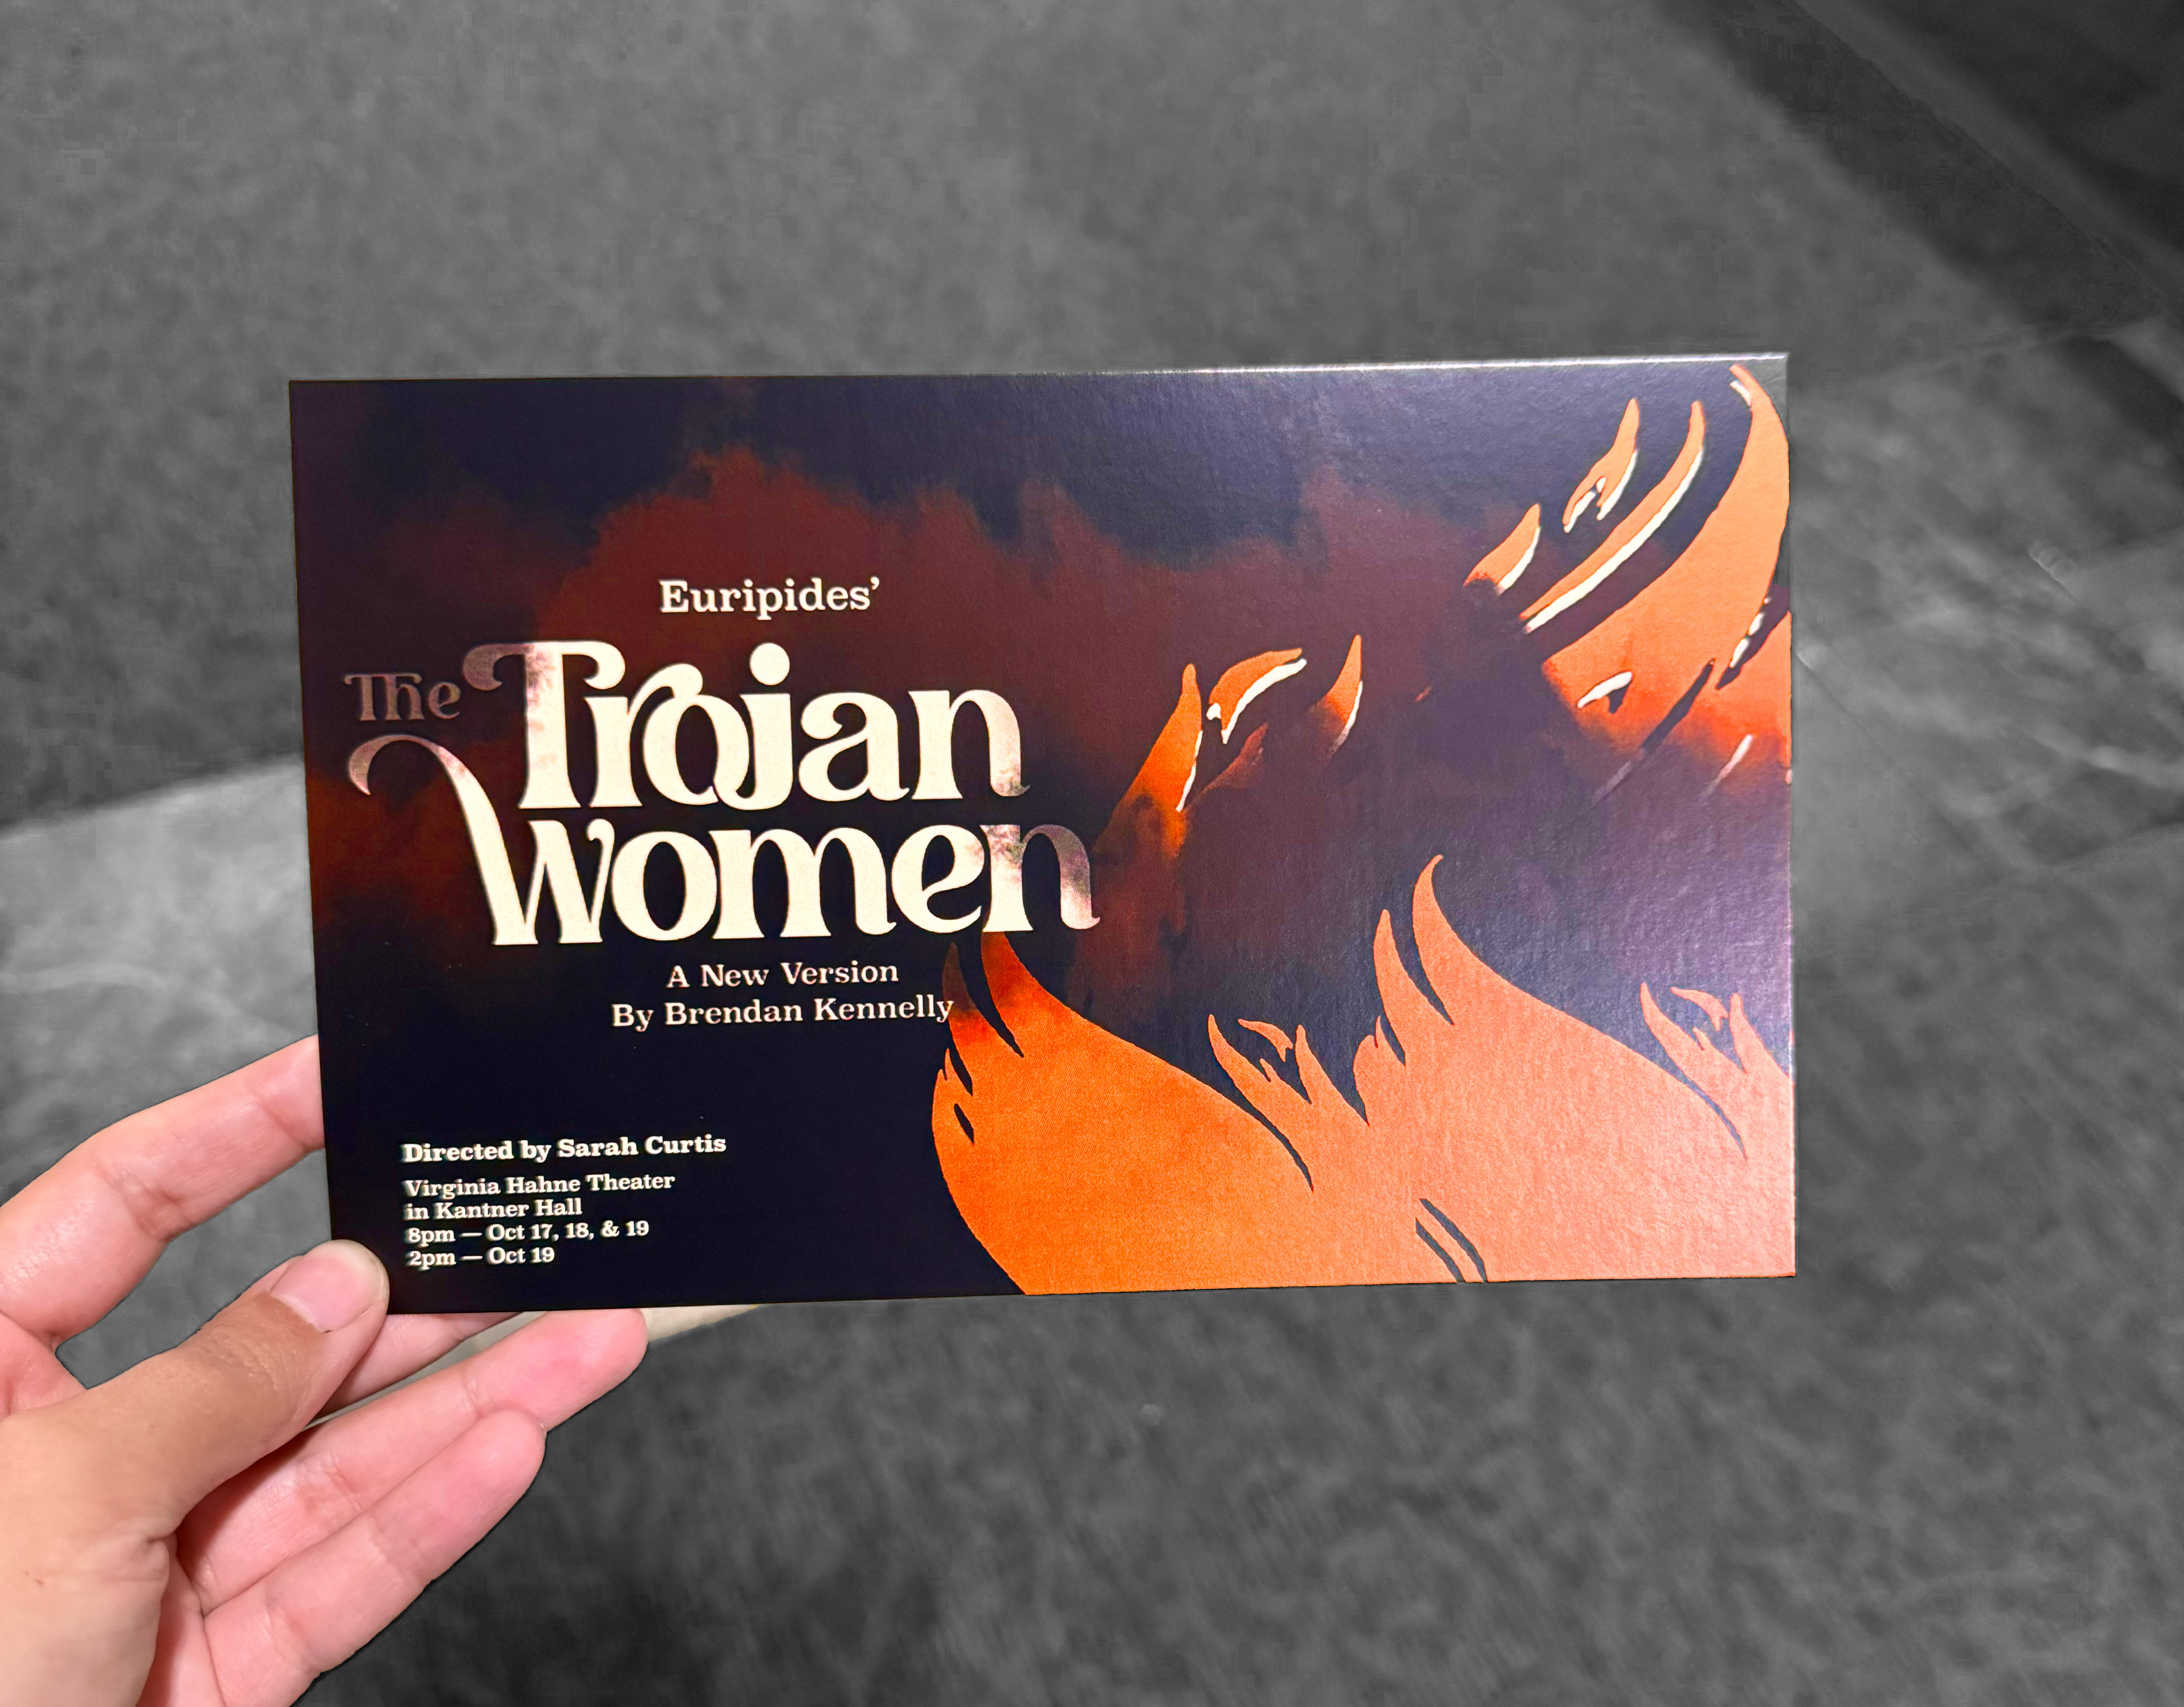 Euripides’
The Trojan
Women
A New Version
By Brendan Kennelly
Directed by Sarah Curtis
Virginia Hahne Theater
in Kantner Hall
8pm — Oct 17, 18, & 19
2pm — Oct 19